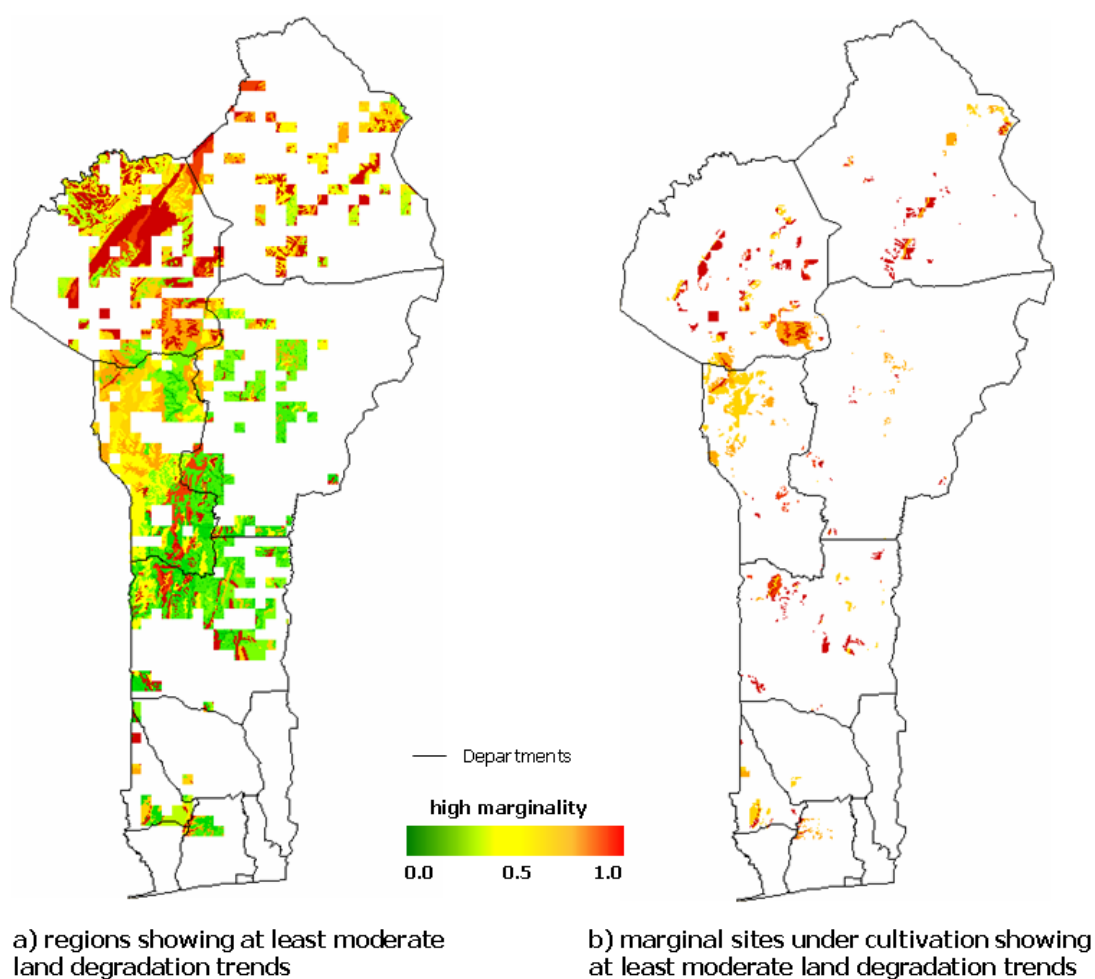 Departments
high marginality
0.0 0.5 1.0
a) regions showing at least moderate
land degradation trends
b) marginal sites under cultivation showing
at least moderate land degradation trends